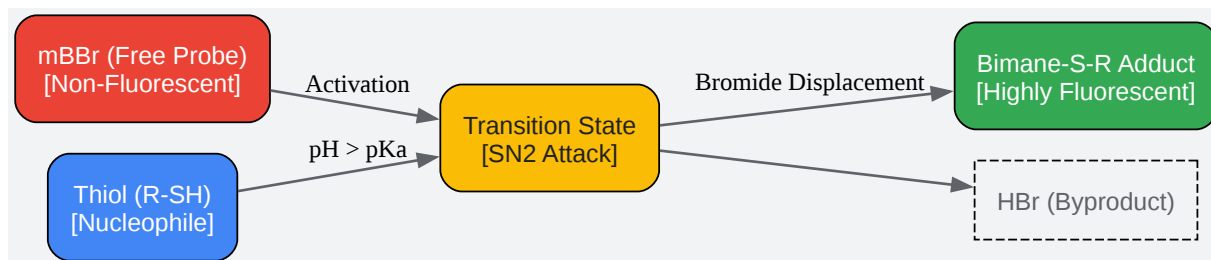 mBBr (Free Probe)
[Non-Fluorescent]
Activation
Thiol (R-SH)
[Nucleophile]
pH > pKa
Transition State
[SN2 Attack]
Bromide Displacement
Bimane-S-R Adduct
[Highly Fluorescent]
HBr (Byproduct)